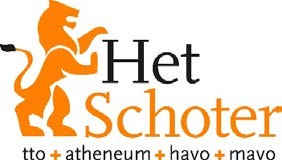 Het
Schoter
tto + atheneum + havo + mavo